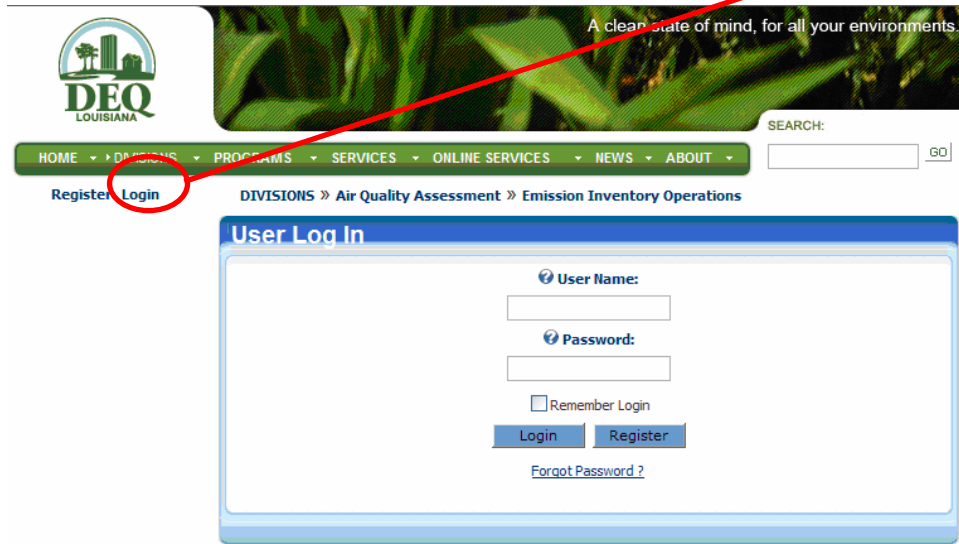 A clean state of mind, for all your environments.
DEQ
LOUISIANA
SEARCH:
HOME DIVISIONS PROGRAMS SERVICES ONLINE SERVICES NEWS ABOUT
GO
Register Login
DIVISIONS » Air Quality Assessment » Emission Inventory Operations
User Log In
User Name:
Password:
Remember Login
Login Register
Forgot Password ?